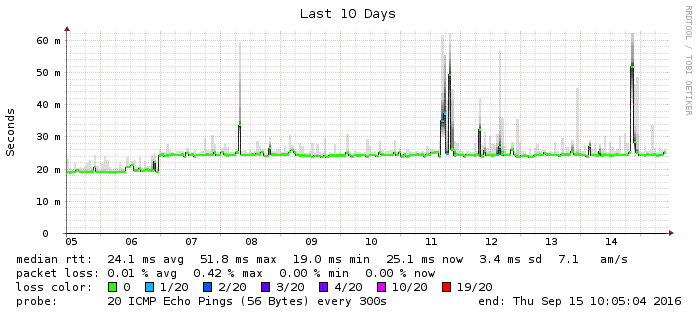 Last 10 Days
RRDTOOL / TOBI OETIKER
Seconds
60 m
50 m
40 m
30 m
20 m
10 m
0
05 06 07 08 09 10 11 12 13 14
median rtt: 24.1 ms avg 51.8 ms max 19.0 ms min 25.1 ms now 3.4 ms sd 7.1 am/s
packet loss: 0.01 % avg 0.42 % max 0.00 % min 0.00 % now
loss color: 0 1/20 2/20 3/20 4/20 10/20 19/20
probe: 20 ICMP Echo Pings (56 Bytes) every 300s end: Thu Sep 15 10:05:04 2016